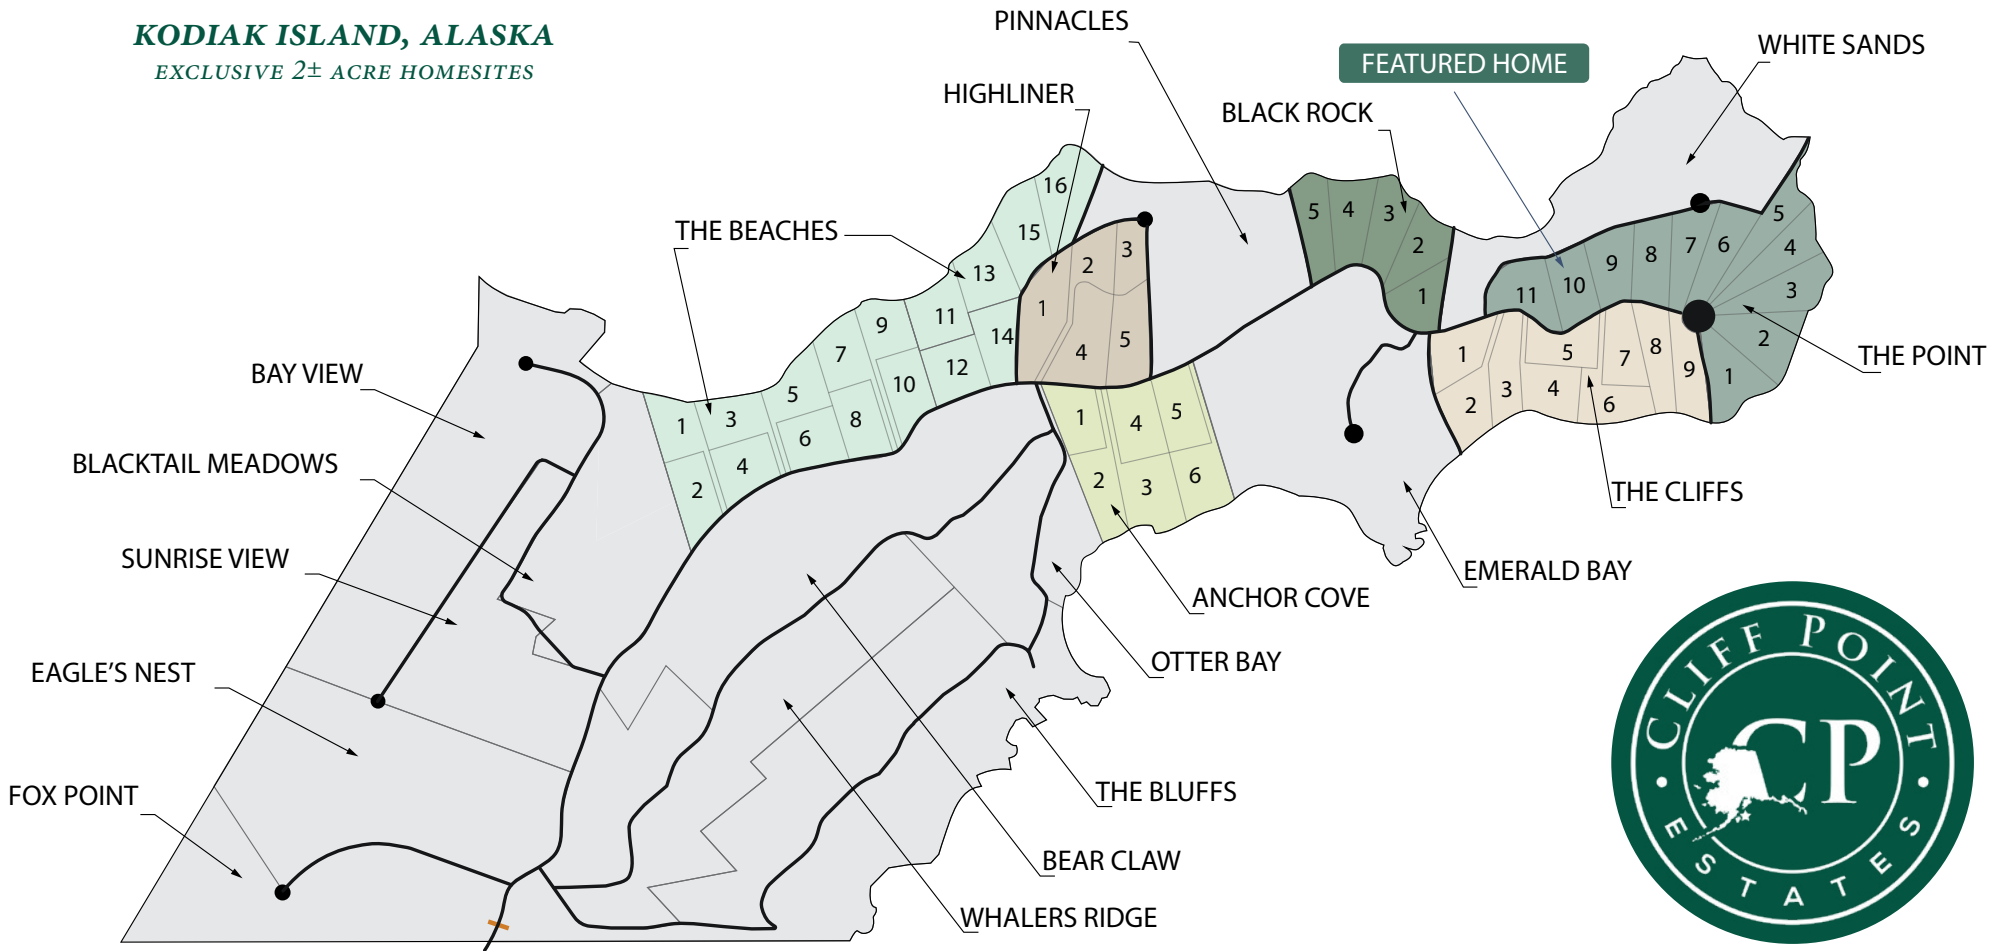 KODIAK ISLAND, ALASKA
EXCLUSIVE 2± ACRE HOMESITES
PINNACLES
HIGHLINER
FEATURED HOME
BLACK ROCK
WHITE SANDS
THE BEACHES
BAY VIEW
BLACKTAIL MEADOWS
SUNRISE VIEW
EAGLE'S NEST
FOX POINT
1
2
3
4
5
6
7
8
9
10
11
12
13
14
15
16
1
2
3
4
5
5
4
3
2
1
1
2
3
4
5
6
11
10
9
8
7
6
5
4
3
2
1
1
2
3
4
5
6
7
8
9
THE POINT
THE CLIFFS
EMERALD BAY
ANCHOR COVE
OTTER BAY
THE BLUFFS
BEAR CLAW
WHALERS RIDGE
CLIFF POINT
CP
ESTATES